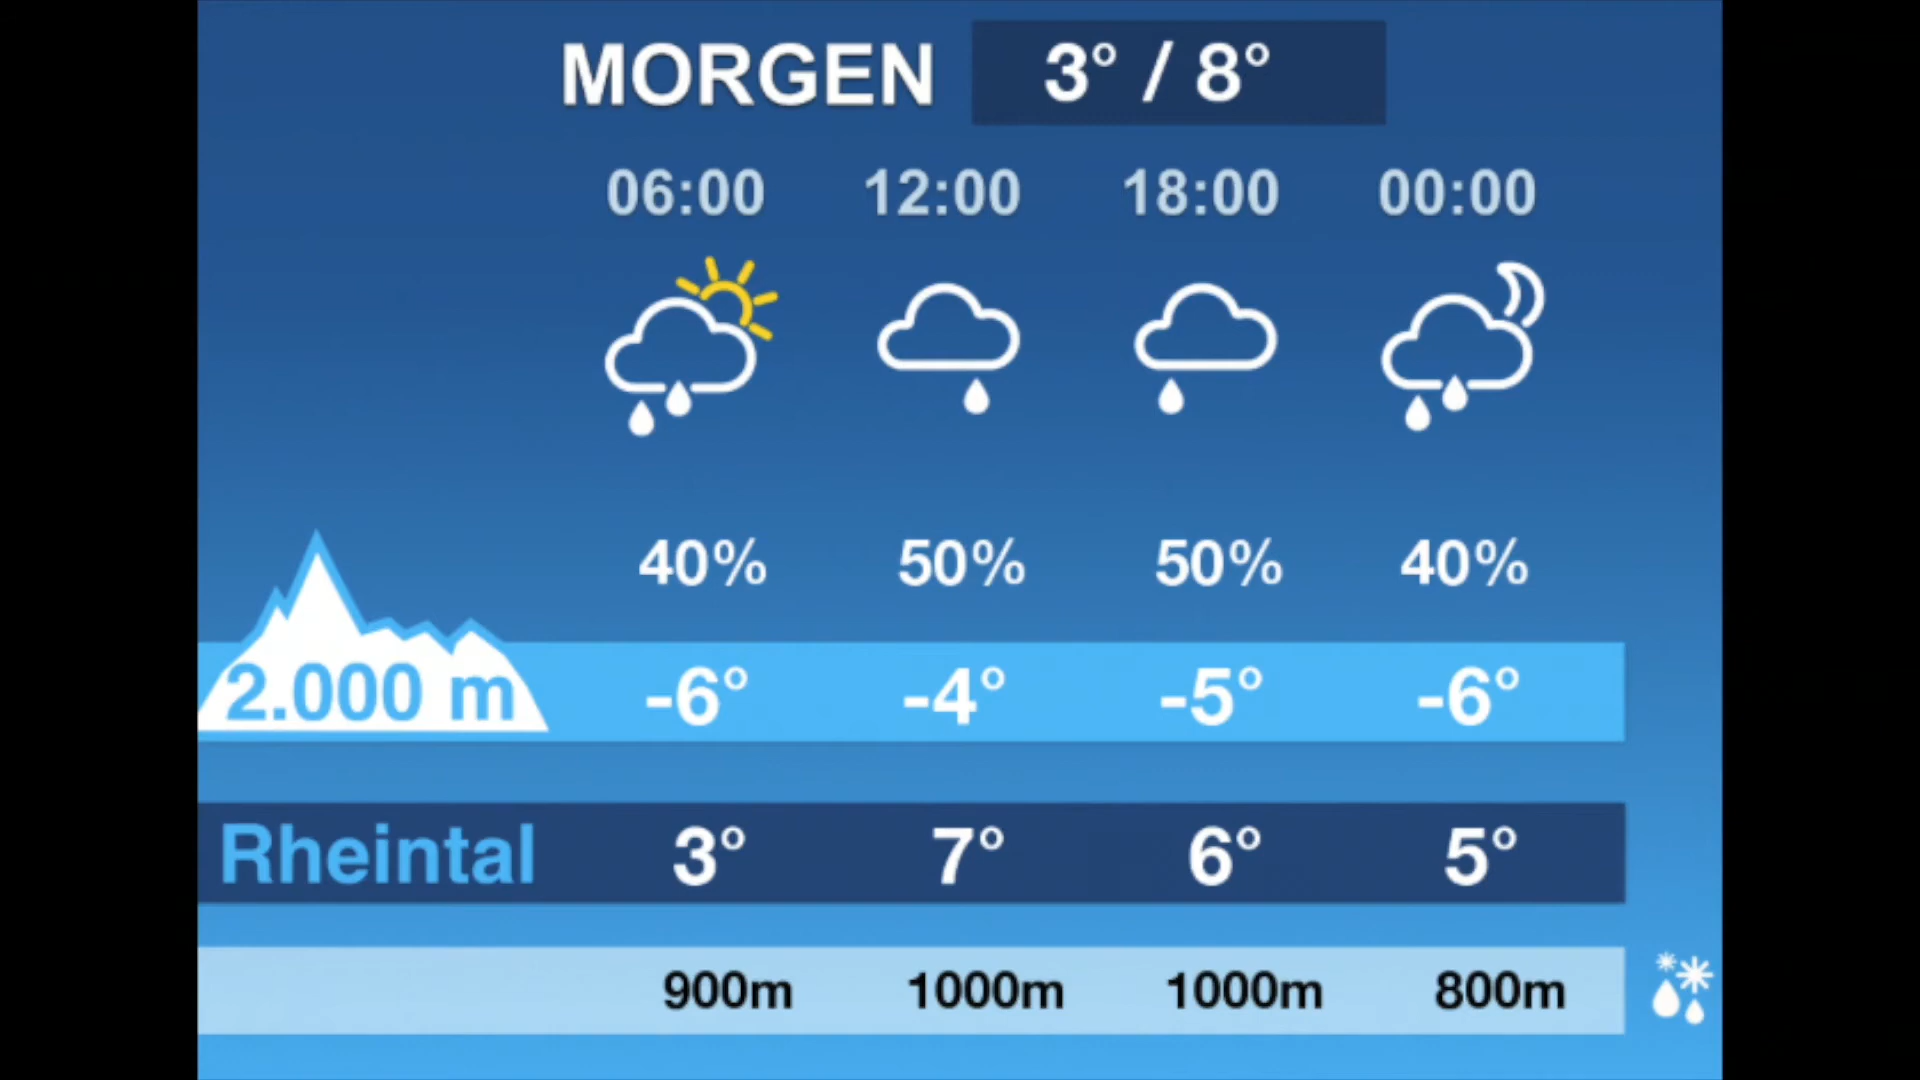 MORGEN 3° / 8°
06:00 12:00 18:00 00:00
40% 50% 50% 40%
2.000 m -6° -4° -5° -6°
Rheintal 3° 7° 6° 5°
900m 1000m 1000m 800m